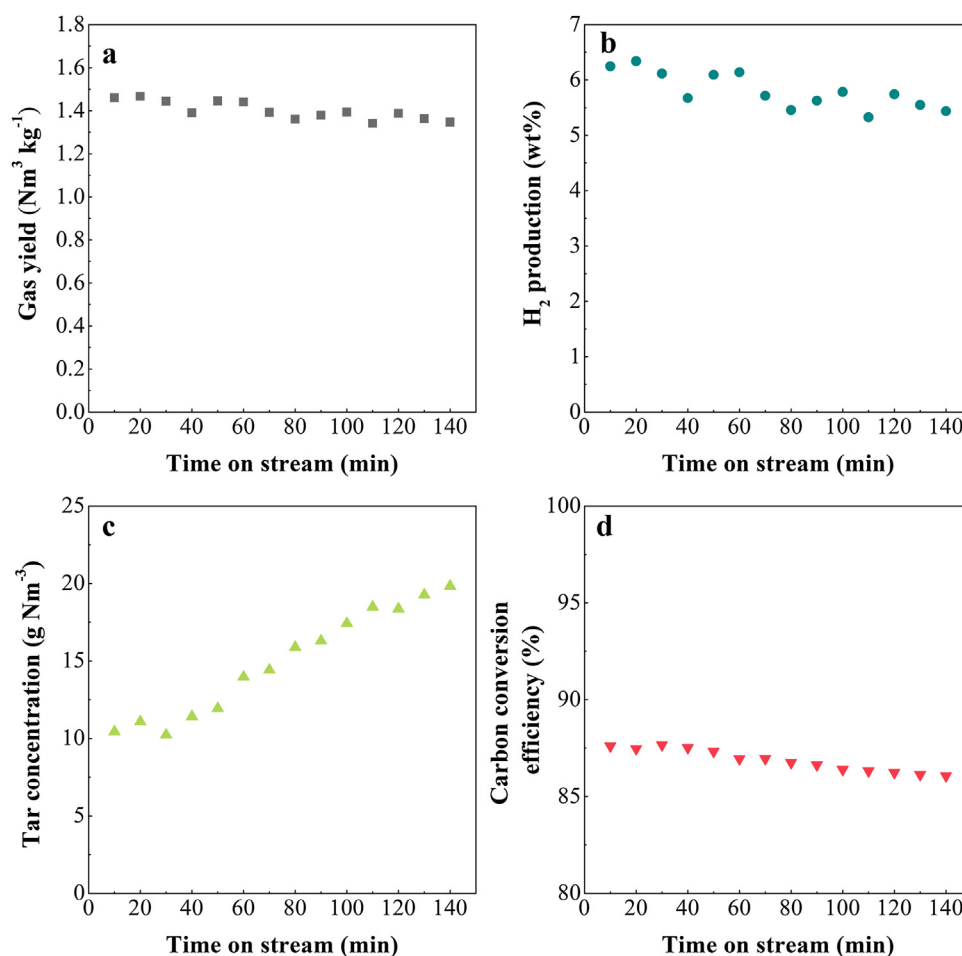 a
Gas yield (Nm³ kg⁻¹)
1.8
1.6
1.4
1.2
1.0
0.8
0.6
0.4
0.2
0.0
0 20 40 60 80 100 120 140
Time on stream (min)
b
H₂ production (wt%)
7
6
5
4
3
2
1
0
0 20 40 60 80 100 120 140
Time on stream (min)
c
Tar concentration (g Nm⁻³)
25
20
15
10
5
0
0 20 40 60 80 100 120 140
Time on stream (min)
d
Carbon conversion
efficiency (%)
100
95
90
85
80
0 20 40 60 80 100 120 140
Time on stream (min)